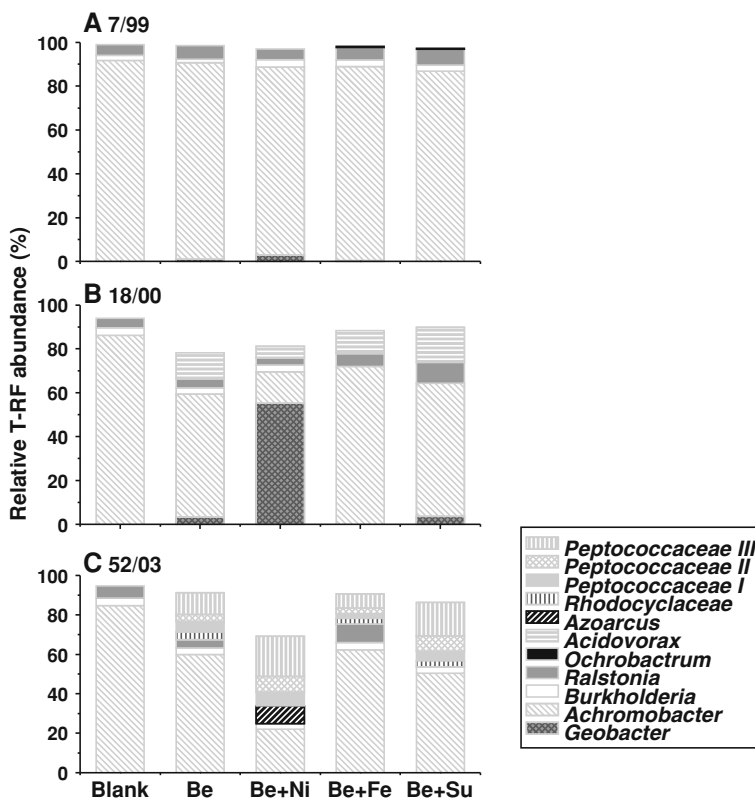 A 7/99
100
80
60
40
20
0
B 18/00
100
80
60
40
20
0
C 52/03
100
80
60
40
20
0
Relative T-RF abundance (%)
Blank Be Be+Ni Be+Fe Be+Su
Peptococcaceae III
Peptococcaceae II
Peptococcaceae I
Rhodocyclaceae
Azoarcus
Acidovorax
Ochrobactrum
Ralstonia
Burkholderia
Achromobacter
Geobacter